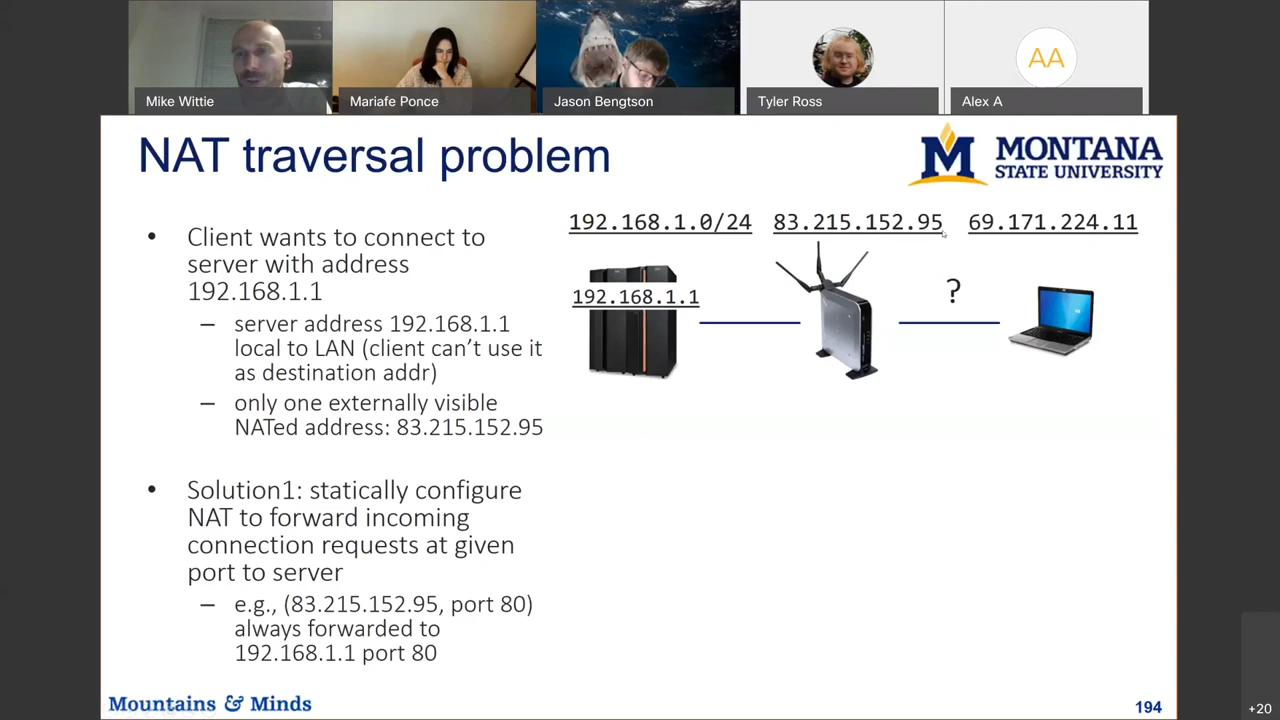 Mike Wittie
Mariafe Ponce
Jason Bengtson
Tyler Ross
AA
Alex A
NAT traversal problem
M MONTANA
STATE UNIVERSITY
• Client wants to connect to
server with address
192.168.1.1
– server address 192.168.1.1
local to LAN (client can’t use it
as destination addr)
– only one externally visible
NATed address: 83.215.152.95
• Solution1: statically configure
NAT to forward incoming
connection requests at given
port to server
– e.g., (83.215.152.95, port 80)
always forwarded to
192.168.1.1 port 80
192.168.1.0/24
83.215.152.95
69.171.224.11
192.168.1.1
?
Mountains & Minds
194
+20